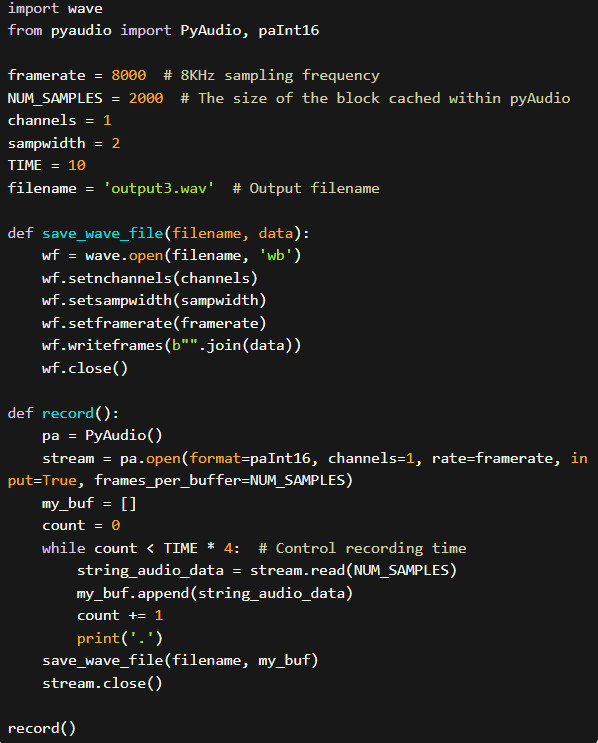 import wave
from pyaudio import PyAudio, paInt16

framerate = 8000  # 8KHz sampling frequency
NUM_SAMPLES = 2000  # The size of the block cached within pyAudio
channels = 1
sampwidth = 2
TIME = 10
filename = 'output3.wav'  # Output filename

def save_wave_file(filename, data):
    wf = wave.open(filename, 'wb')
    wf.setnchannels(channels)
    wf.setsampwidth(sampwidth)
    wf.setframerate(framerate)
    wf.writeframes(b"".join(data))
    wf.close()

def record():
    pa = PyAudio()
    stream = pa.open(format=paInt16, channels=1, rate=framerate, in
put=True, frames_per_buffer=NUM_SAMPLES)
    my_buf = []
    count = 0
    while count < TIME * 4:  # Control recording time
        string_audio_data = stream.read(NUM_SAMPLES)
        my_buf.append(string_audio_data)
        count += 1
        print('.')
    save_wave_file(filename, my_buf)
    stream.close()

record()